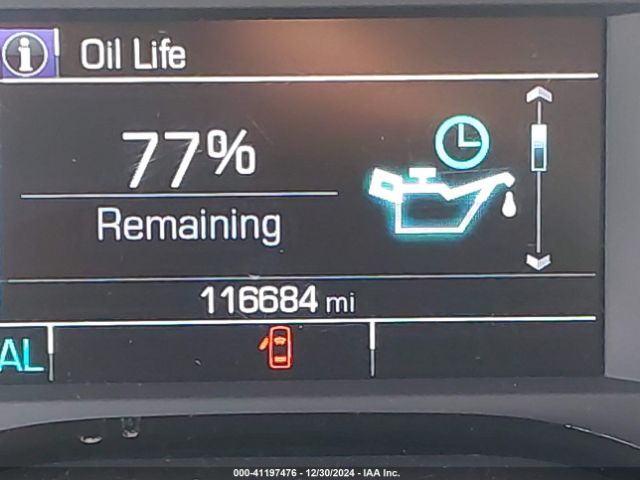 i Oil Life
77%
Remaining
116684 mi
AL
000-41197476 - 12/30/2024 - IAA Inc.